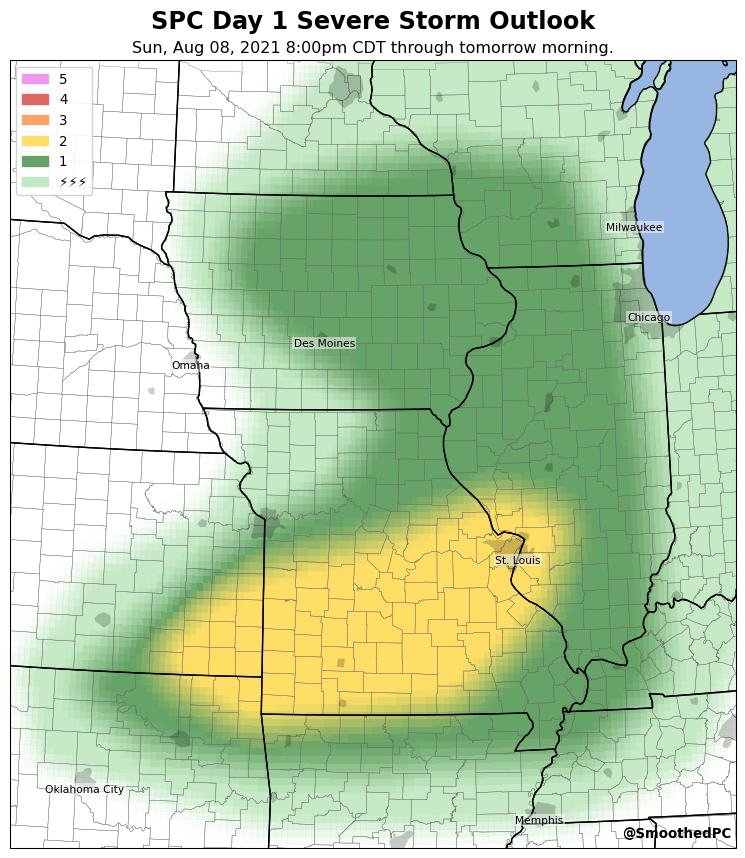 SPC Day 1 Severe Storm Outlook
Sun, Aug 08, 2021 8:00pm CDT through tomorrow morning.
5
4
3
2
1
⚡⚡⚡
Milwaukee
Chicago
Des Moines
Omaha
St. Louis
Oklahoma City
Memphis
@SmoothedPC